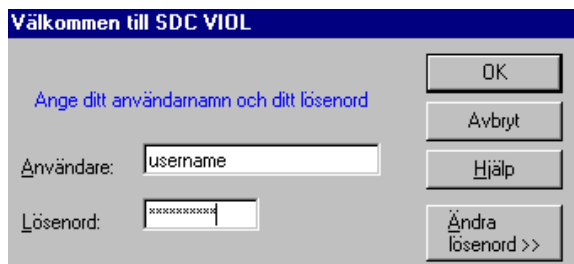 Välkommen till SDC VIOL
OK
Ange ditt användarnamn och ditt lösenord
Avbryt
Användare: username
Hjälp
Lösenord: **********
Ändra
lösenord >>